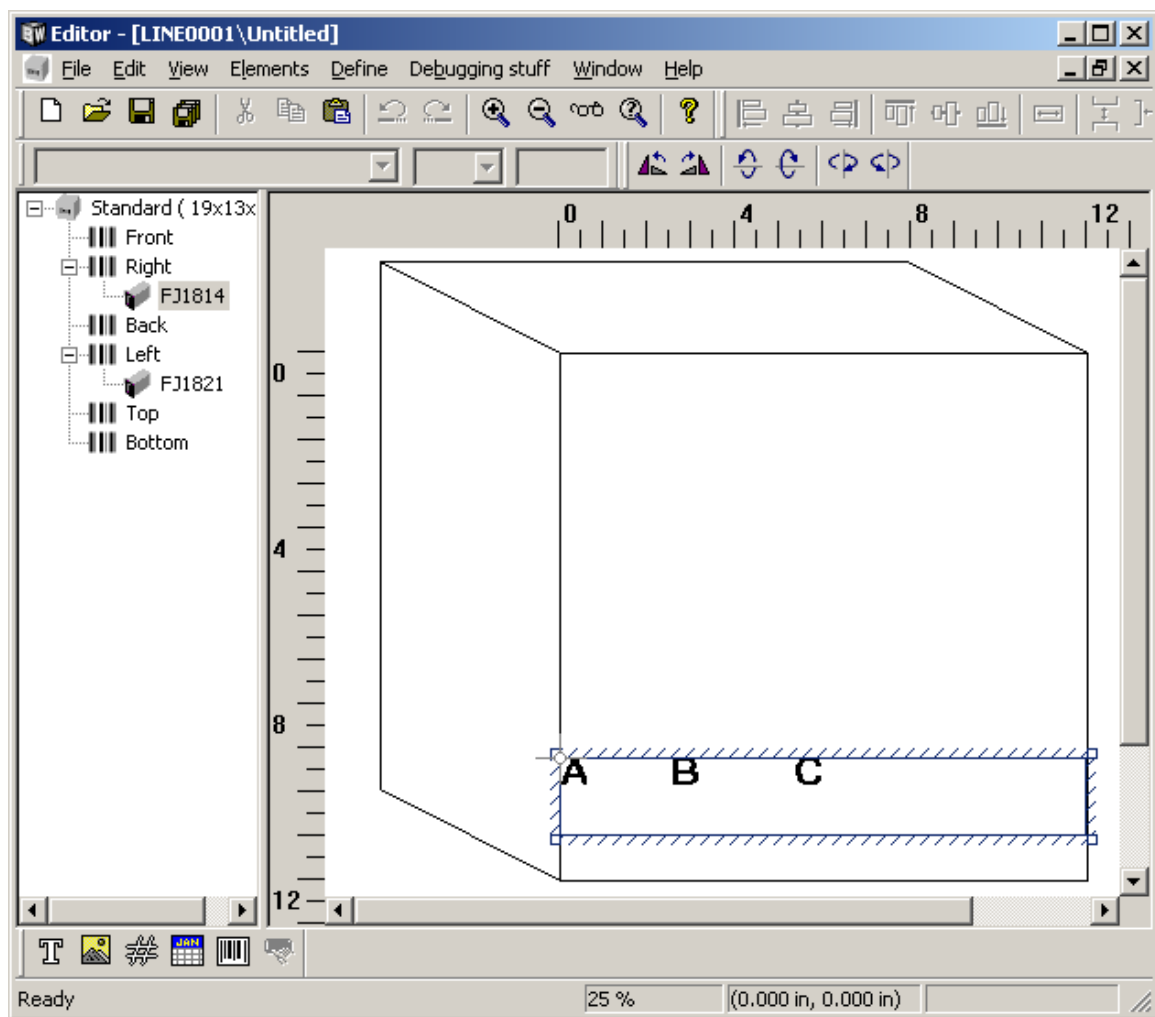 Editor - [LINE0001\Untitled]
File Edit View Elements Define Debugging stuff Window Help
Standard ( 19x13x
Front
Right
FJ1814
Back
Left
FJ1821
Top
Bottom
0 4 8 12
0
4
8
12
A B C
JAN
Ready 25 % (0.000 in, 0.000 in)